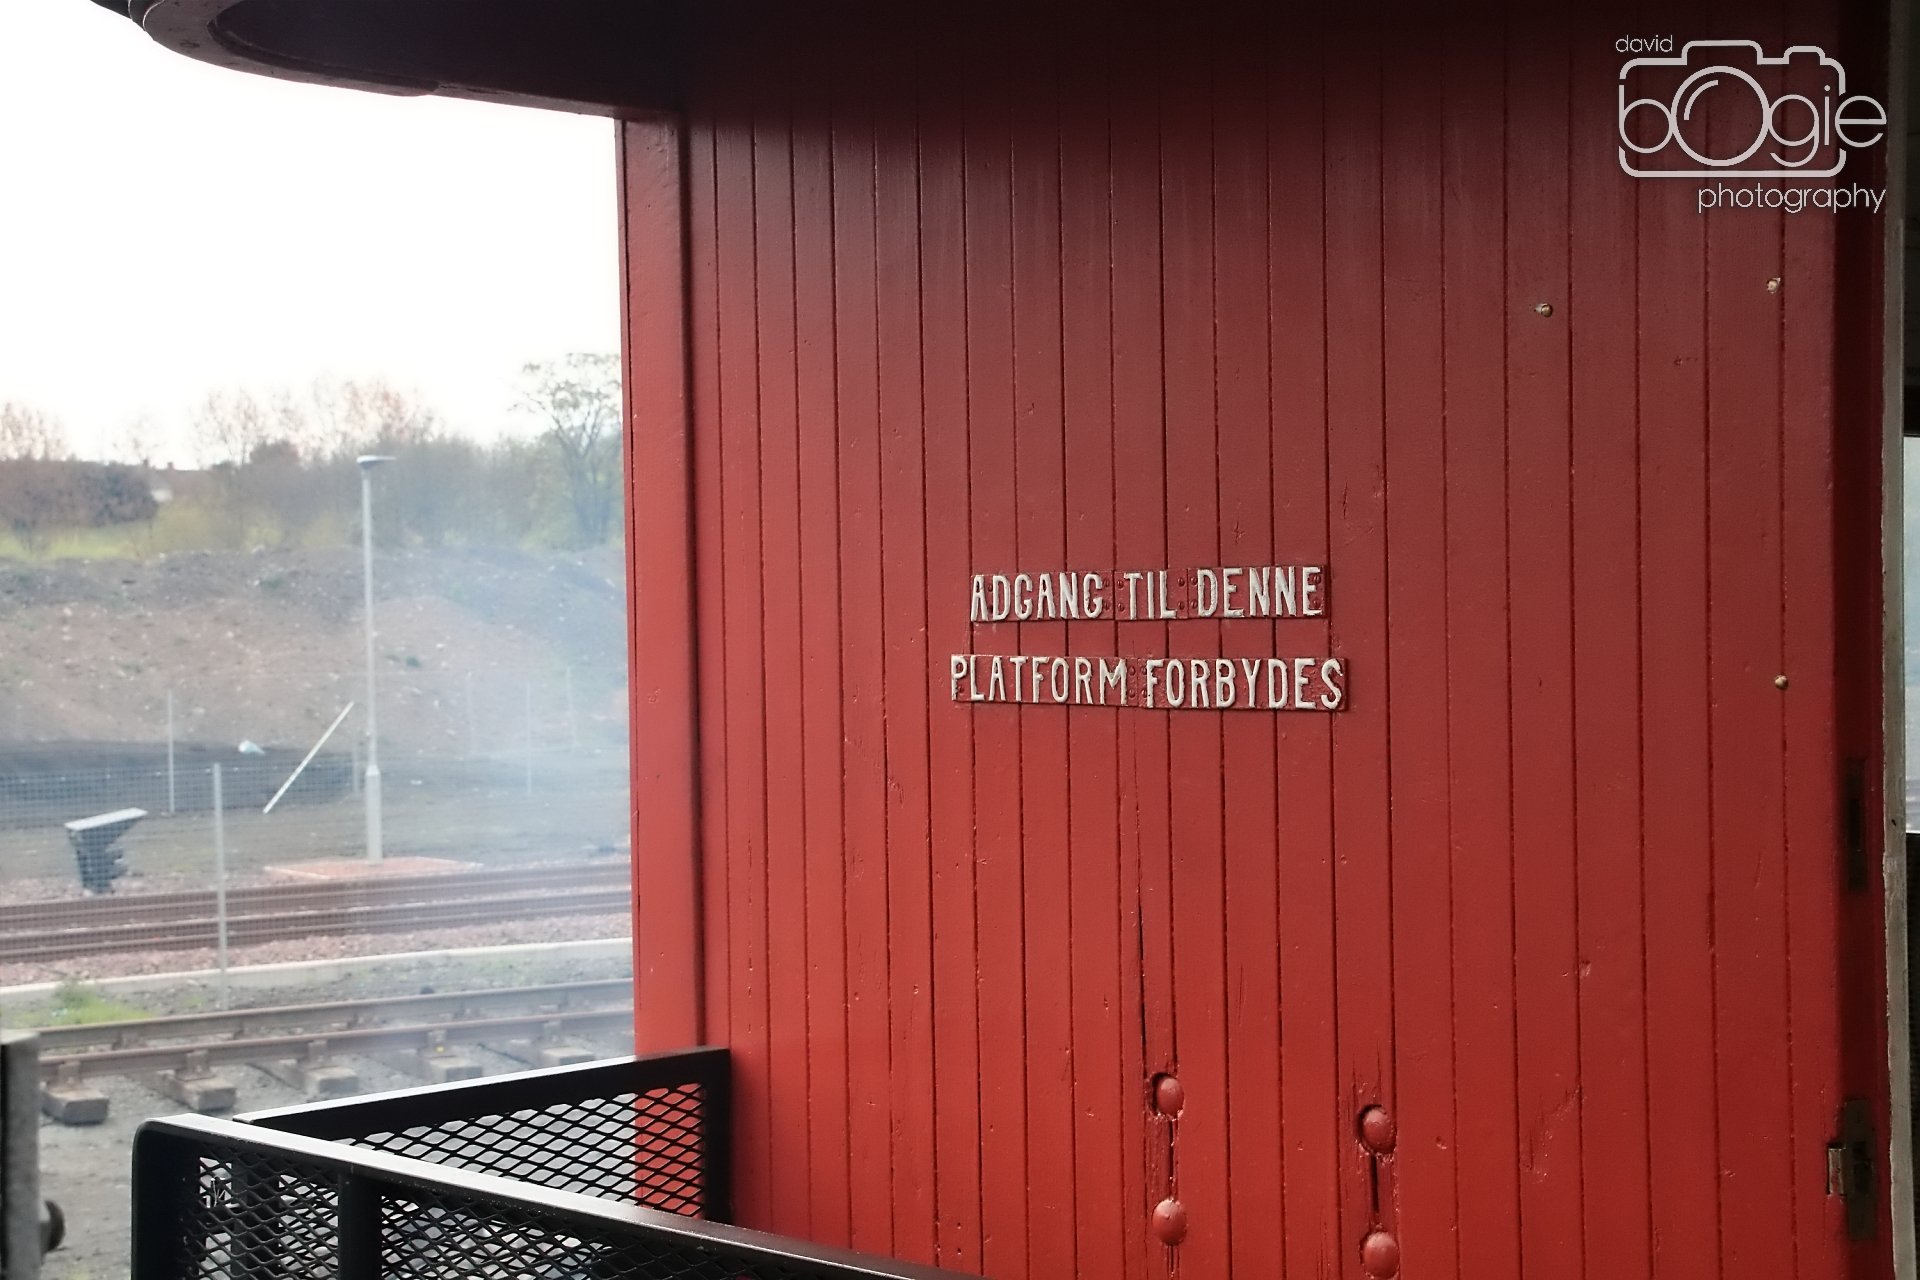 david
bOgie
photography
ADGANG TIL DENNE
PLATFORM FORBYDES